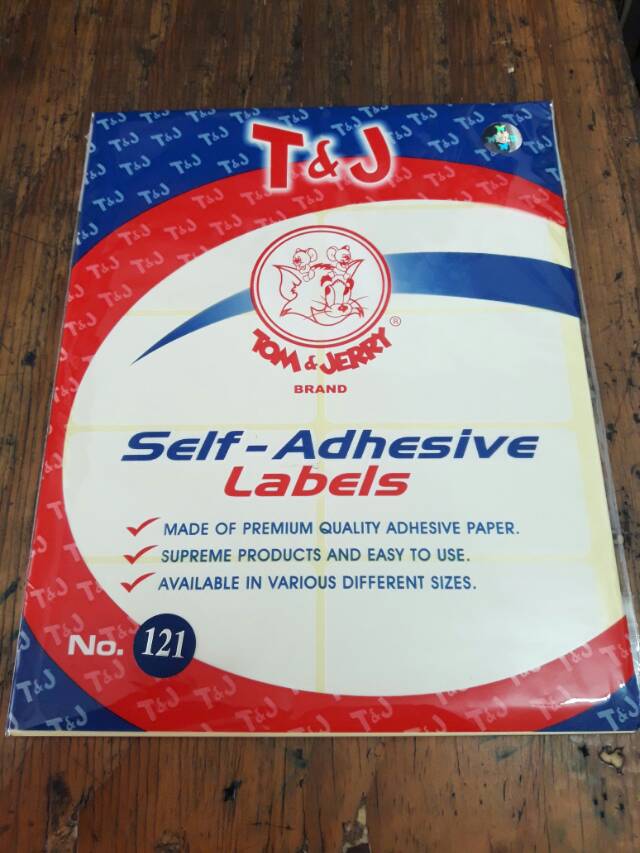 T&J
TOM & JERRY
®
BRAND
Self-Adhesive
Labels
MADE OF PREMIUM QUALITY ADHESIVE PAPER.
SUPREME PRODUCTS AND EASY TO USE.
AVAILABLE IN VARIOUS DIFFERENT SIZES.
No. 121